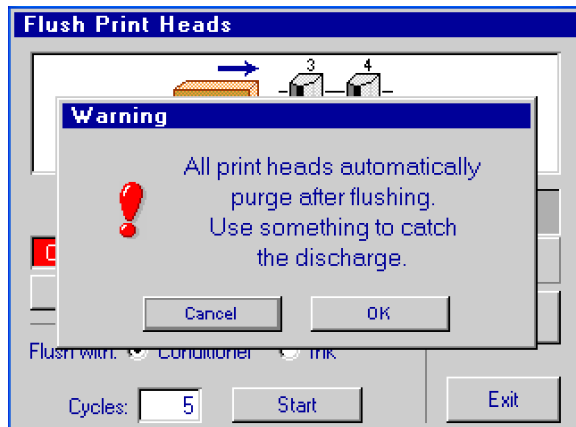 Flush Print Heads
3 4
Warning
All print heads automatically
purge after flushing.
Use something to catch
the discharge.
Cancel OK
Flush with: Conditioner Ink
Cycles: 5 Start Exit